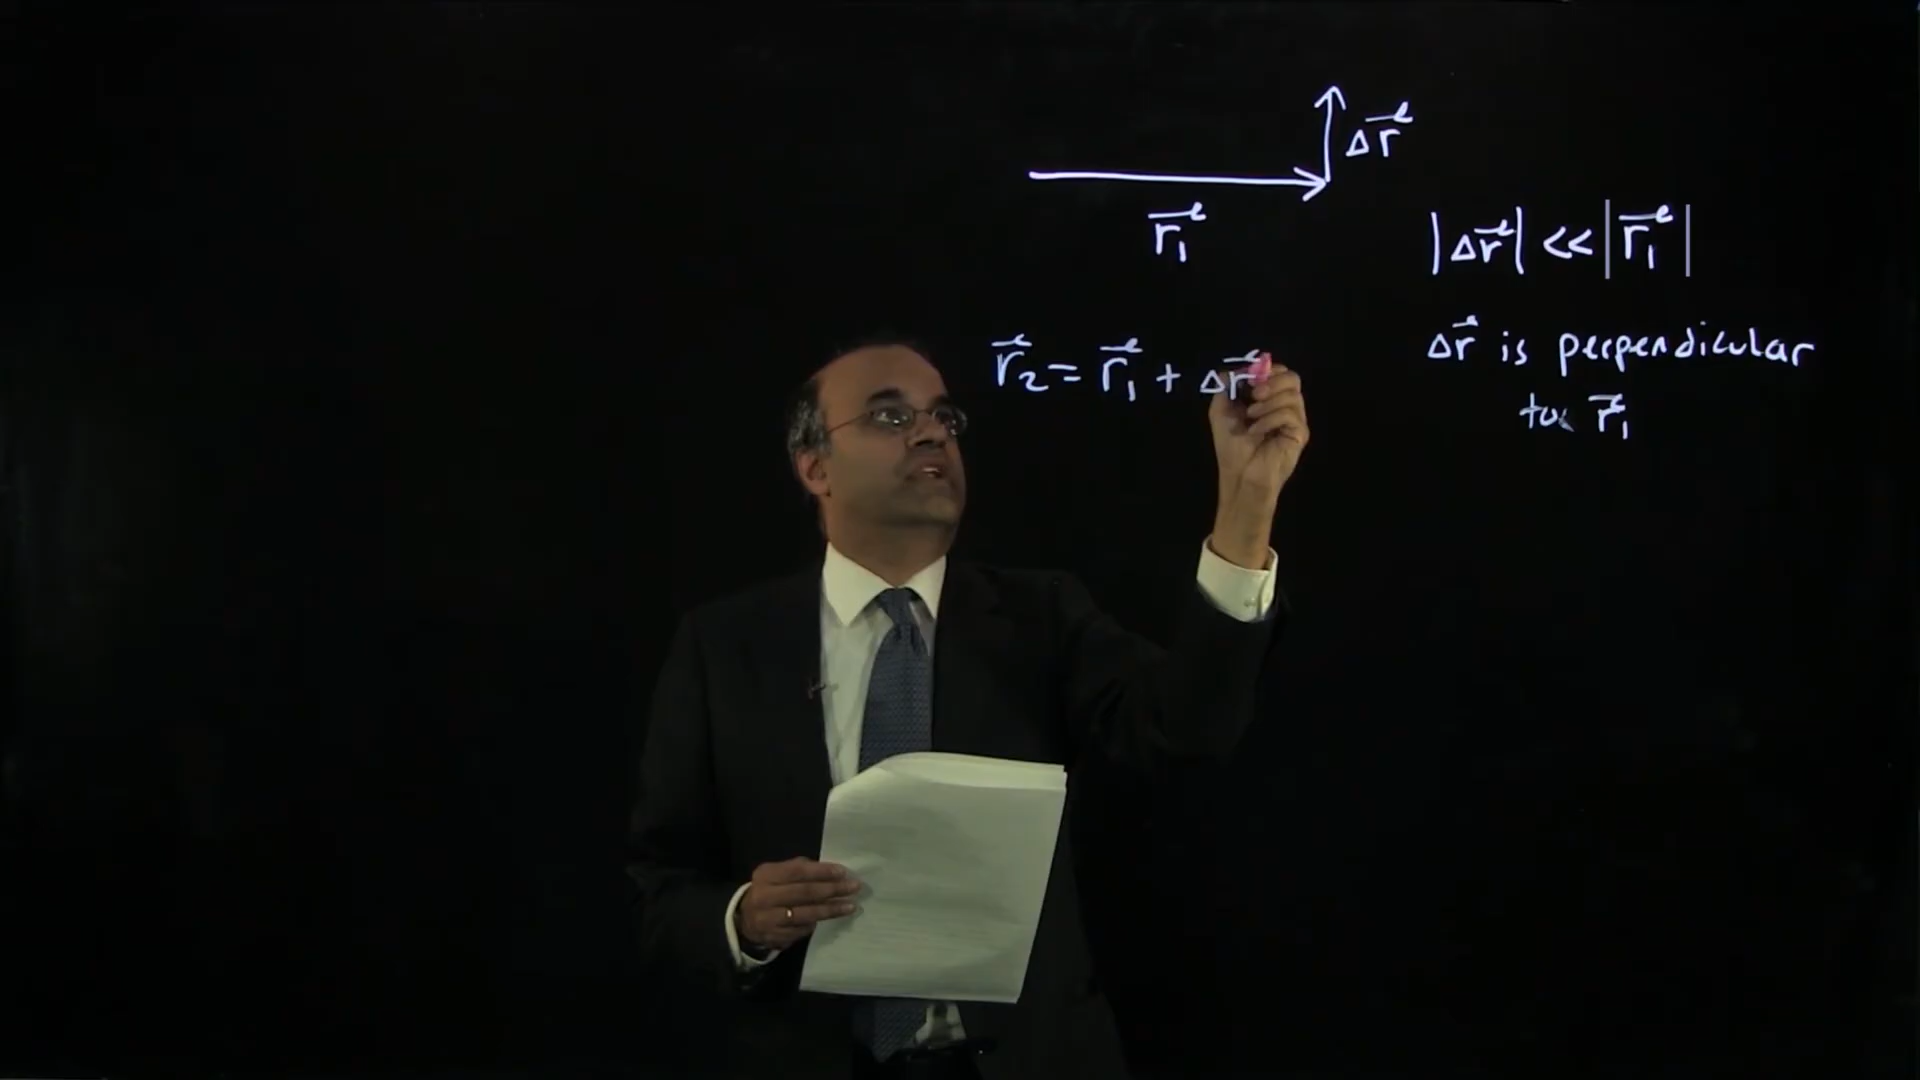 Δr⃗
r⃗₁
|Δr⃗| << |r⃗₁|
Δr⃗ is perpendicular
to r⃗₁
r⃗₂ = r⃗₁ + Δr⃗